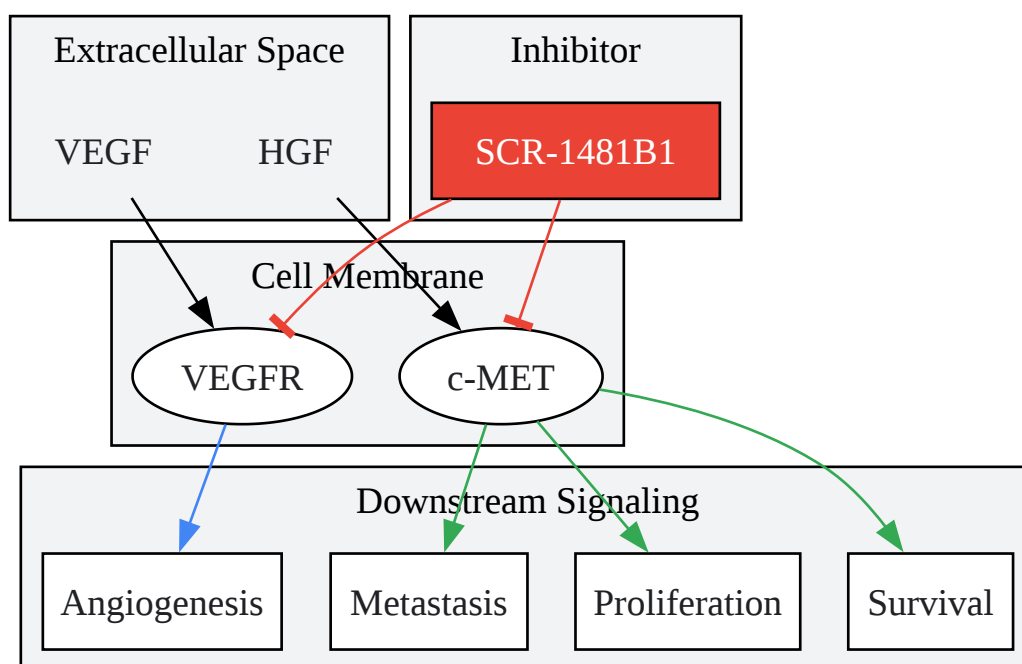 Extracellular Space
Inhibitor
VEGF
HGF
SCR-1481B1
Cell Membrane
VEGFR
c-MET
Downstream Signaling
Angiogenesis
Metastasis
Proliferation
Survival